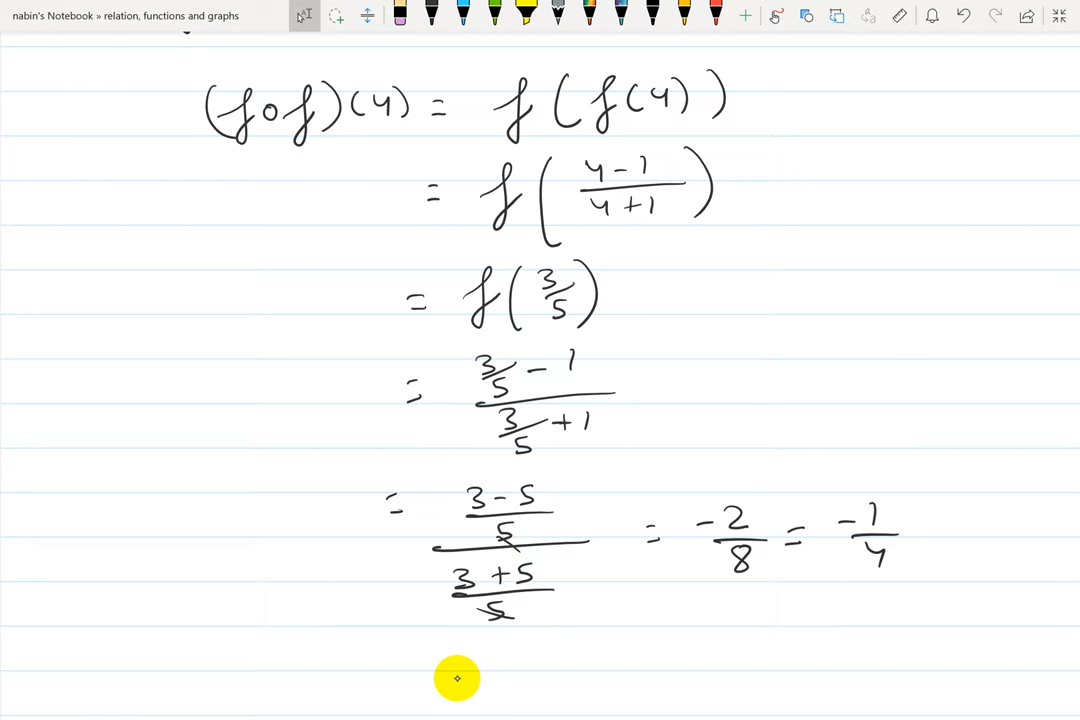 nabin's Notebook » relation, functions and graphs
(fof)(4) = f(f(4))
= f((4-1)/(4+1))
= f(3/5)
= (3/5 - 1)/(3/5 + 1)
= ((3-5)/5)/((3+5)/5) = -2/8 = -1/4